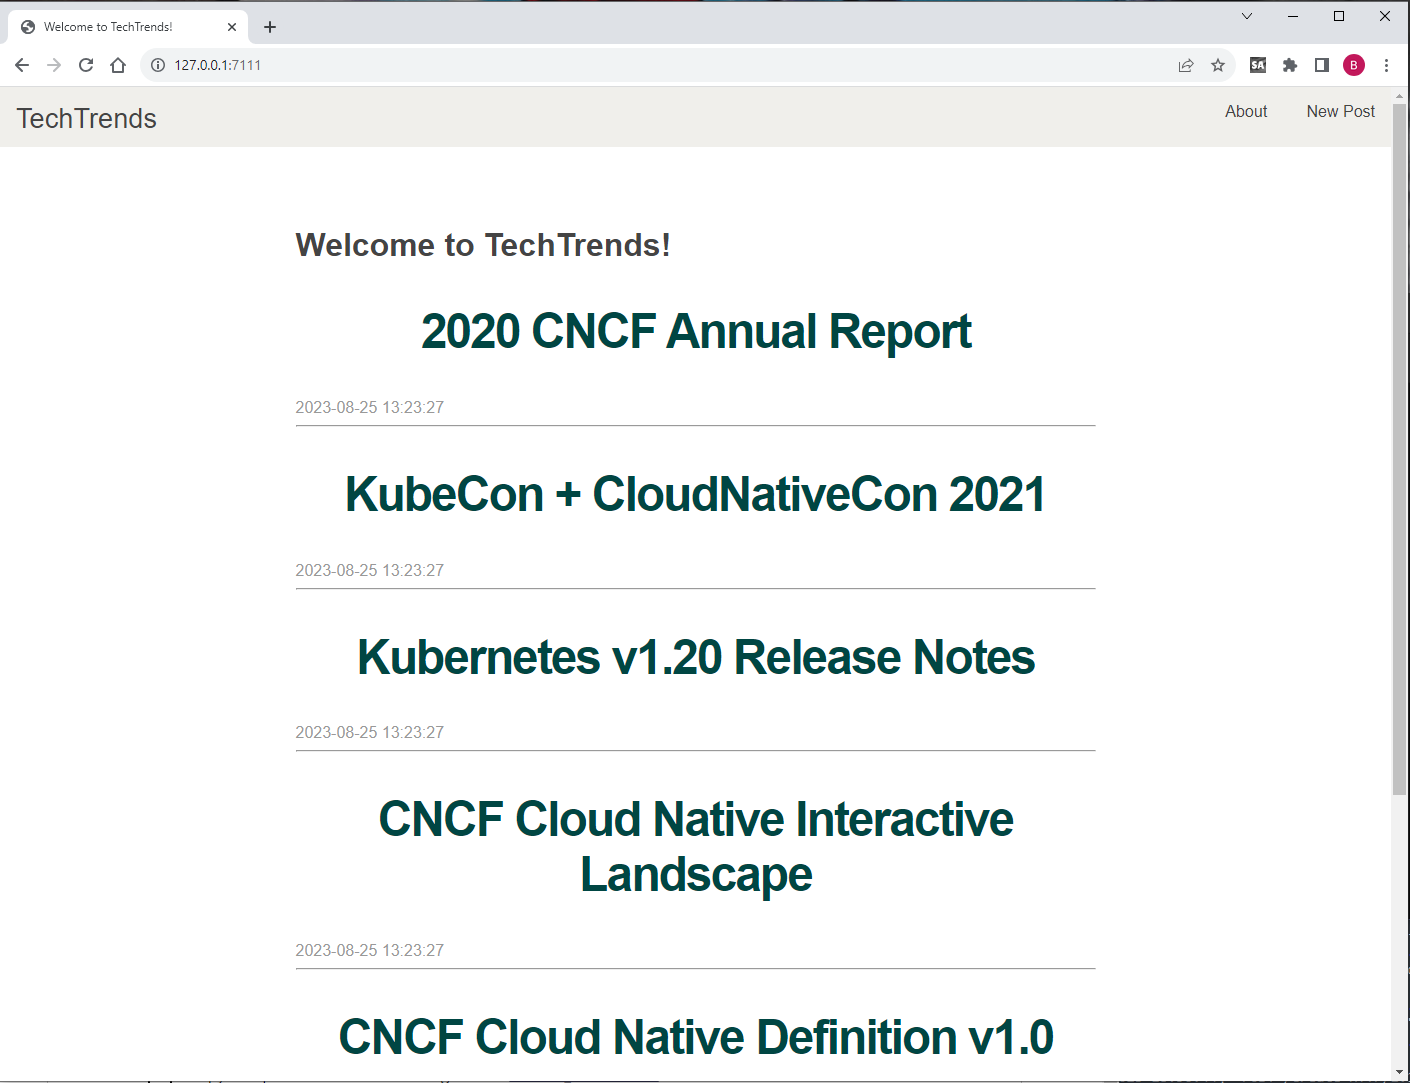 Welcome to TechTrends!
127.0.0.1:7111
SA
B
TechTrends
About
New Post
Welcome to TechTrends!
2020 CNCF Annual Report
2023-08-25 13:23:27
KubeCon + CloudNativeCon 2021
2023-08-25 13:23:27
Kubernetes v1.20 Release Notes
2023-08-25 13:23:27
CNCF Cloud Native Interactive
Landscape
2023-08-25 13:23:27
CNCF Cloud Native Definition v1.0